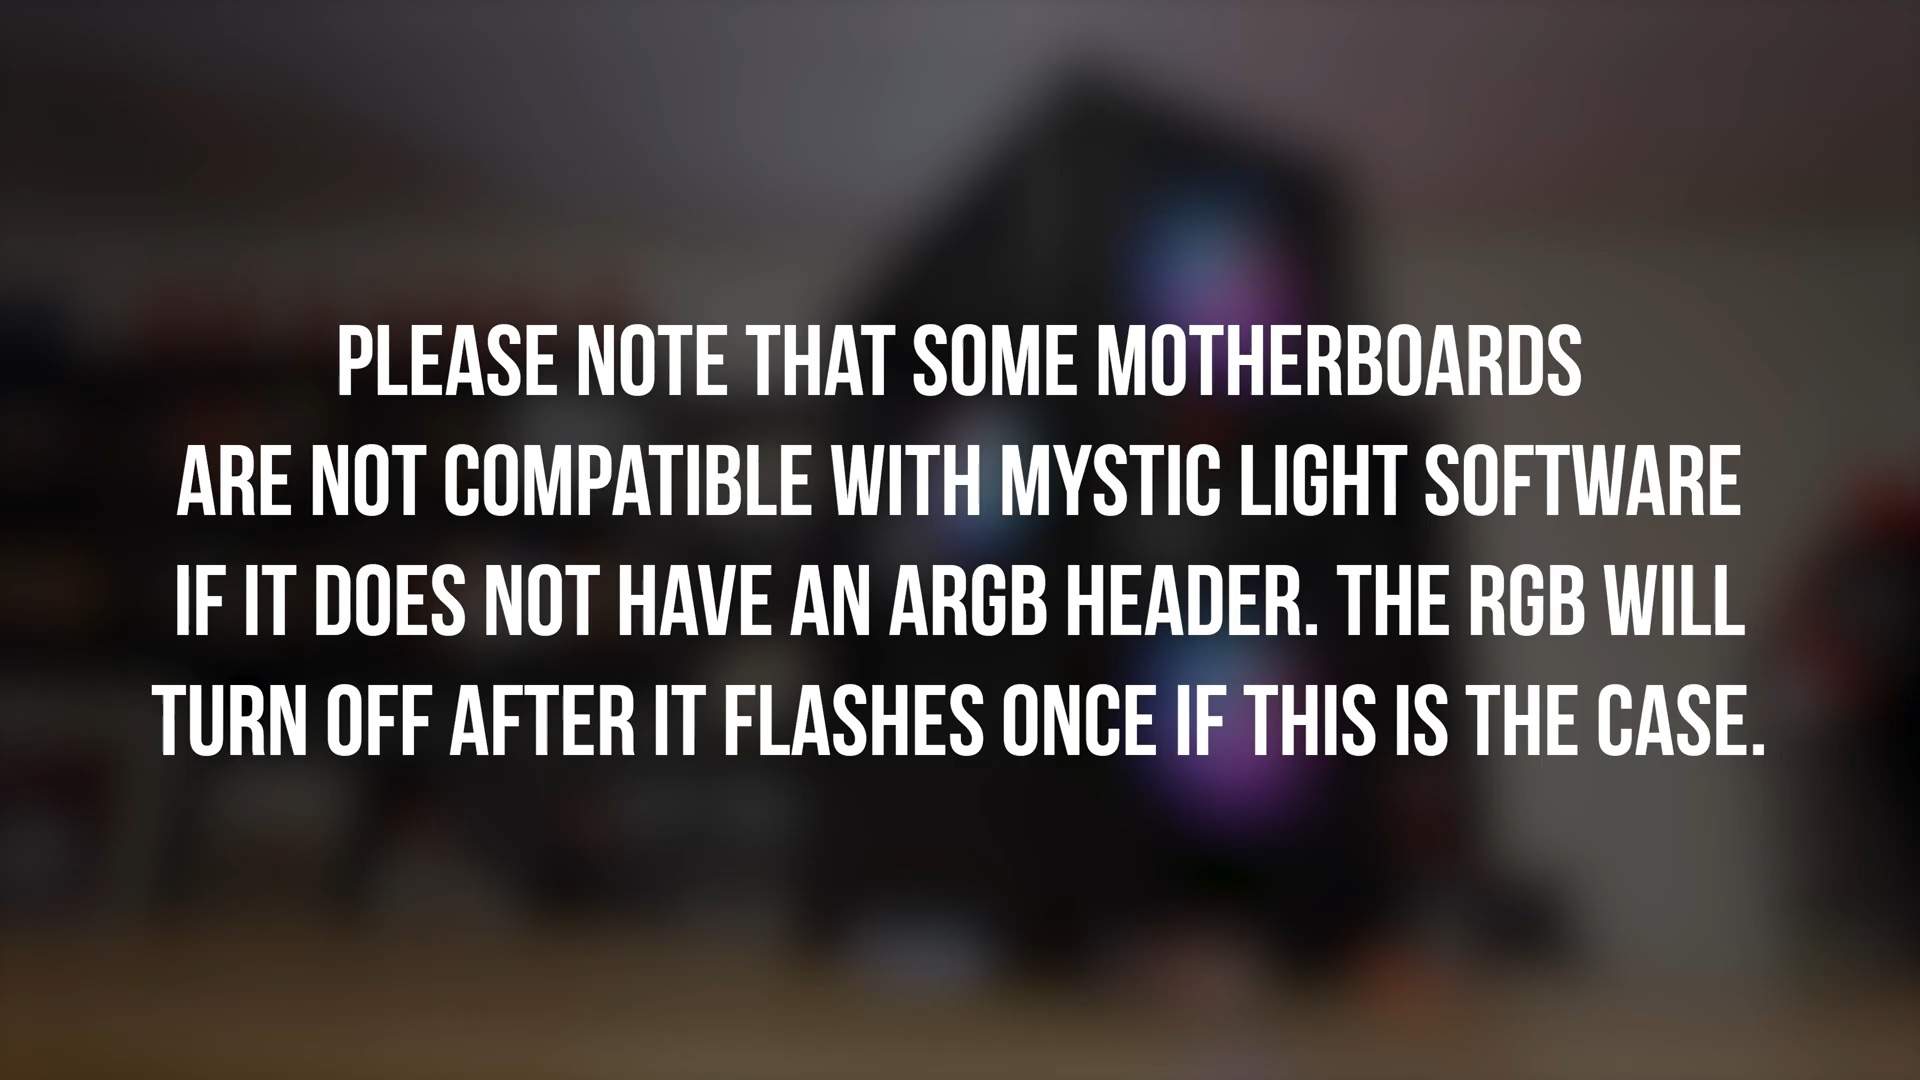 PLEASE NOTE THAT SOME MOTHERBOARDS
ARE NOT COMPATIBLE WITH MYSTIC LIGHT SOFTWARE
IF IT DOES NOT HAVE AN ARGB HEADER. THE RGB WILL
TURN OFF AFTER IT FLASHES ONCE IF THIS IS THE CASE.